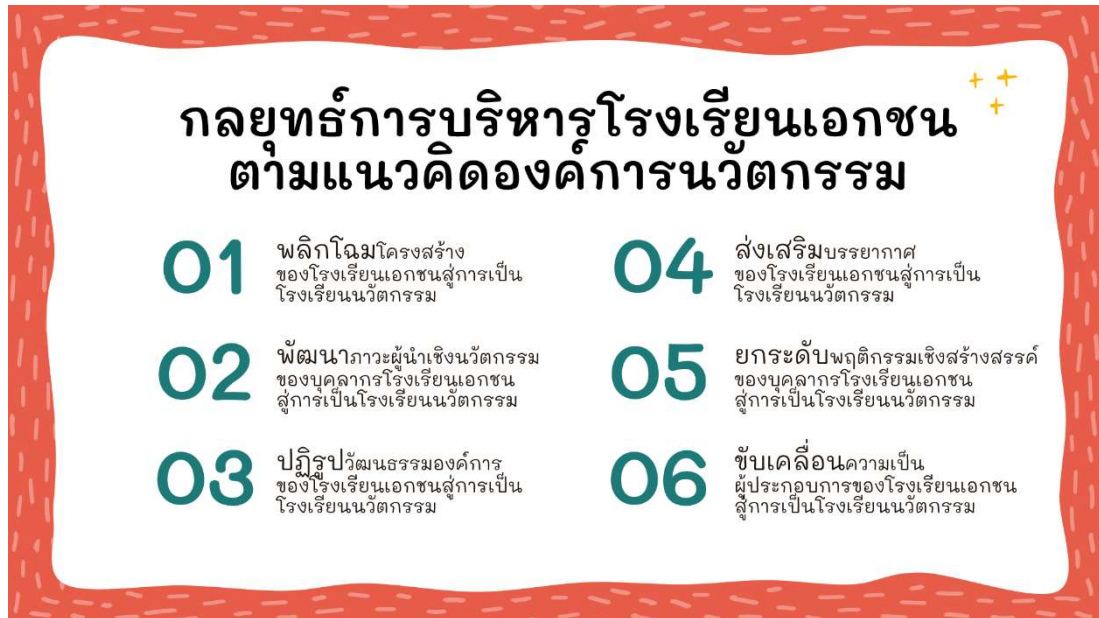 กลยุทธ์การบริหารโรงเรียนเอกชน
ตามแนวคิดองค์การนวัตกรรม
01
พลิกโฉมโครงสร้าง
ของโรงเรียนเอกชนสู่การเป็น
โรงเรียนนวัตกรรม
02
พัฒนาภาวะผู้นำเชิงนวัตกรรม
ของบุคลากรโรงเรียนเอกชน
สู่การเป็นโรงเรียนนวัตกรรม
03
ปฏิรูปวัฒนธรรมองค์การ
ของโรงเรียนเอกชนสู่การเป็น
โรงเรียนนวัตกรรม
04
ส่งเสริมบรรยากาศ
ของโรงเรียนเอกชนสู่การเป็น
โรงเรียนนวัตกรรม
05
ยกระดับพฤติกรรมเชิงสร้างสรรค์
ของบุคลากรโรงเรียนเอกชน
สู่การเป็นโรงเรียนนวัตกรรม
06
ขับเคลื่อนความเป็น
ผู้ประกอบการของโรงเรียนเอกชน
สู่การเป็นโรงเรียนนวัตกรรม